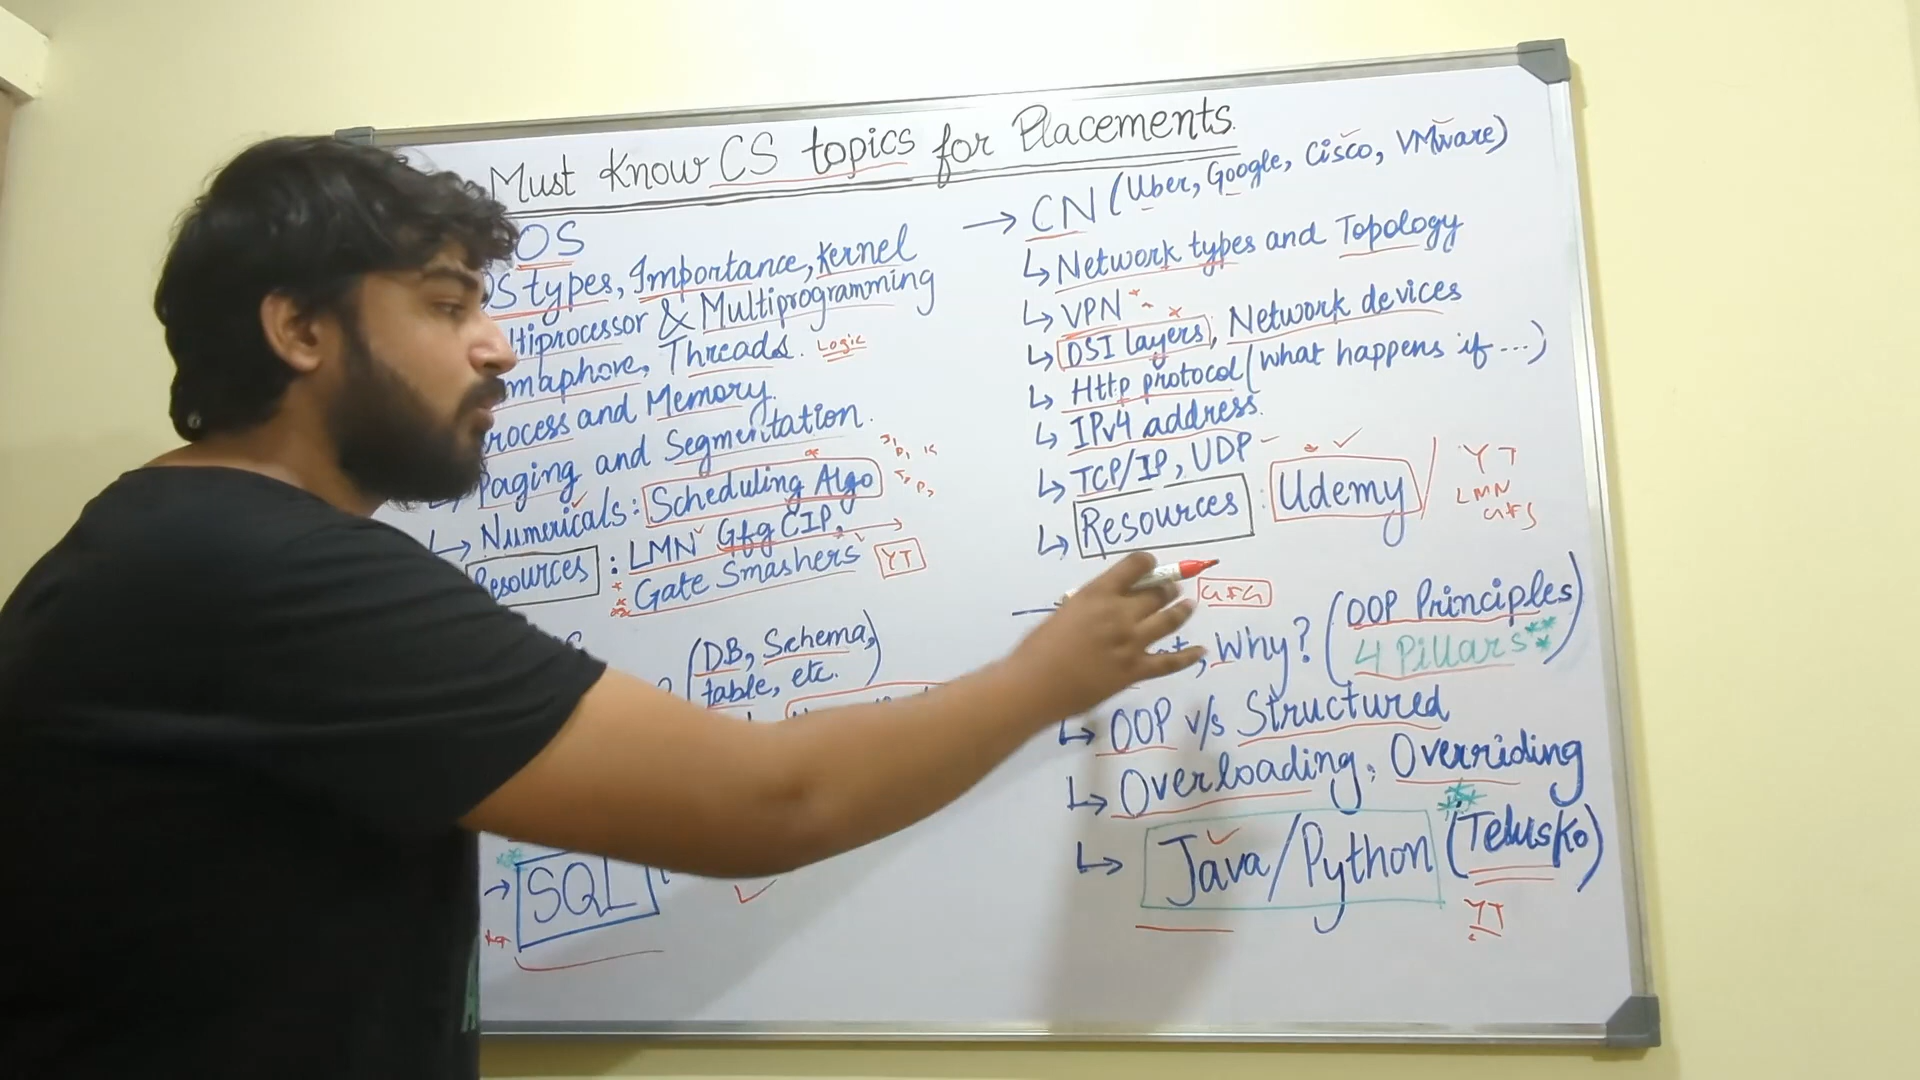 Must Know CS topics for Placements.
OS
OS types, Importance, Kernel
& Multiprogramming
Threads. Logic
and Memory.
Paging and Segmentation.
Numericals: Scheduling Algo
Resources : LMN Gfg CIP,
Gate Smashers YT
(DB, Schema,
table, etc.)
SQL
CN (Uber, Google, Cisco, VMware)
Network types and Topology
VPN
OSI layers, Network devices
Http protocol (what happens if ...)
IPv4 address.
TCP/IP, UDP
Resources : Udemy / YT
LMN
GFG
GFG
Why? (OOP Principles
4 Pillars)
OOP v/s Structured
Overloading, Overriding
Java/Python (Telusko)
YT